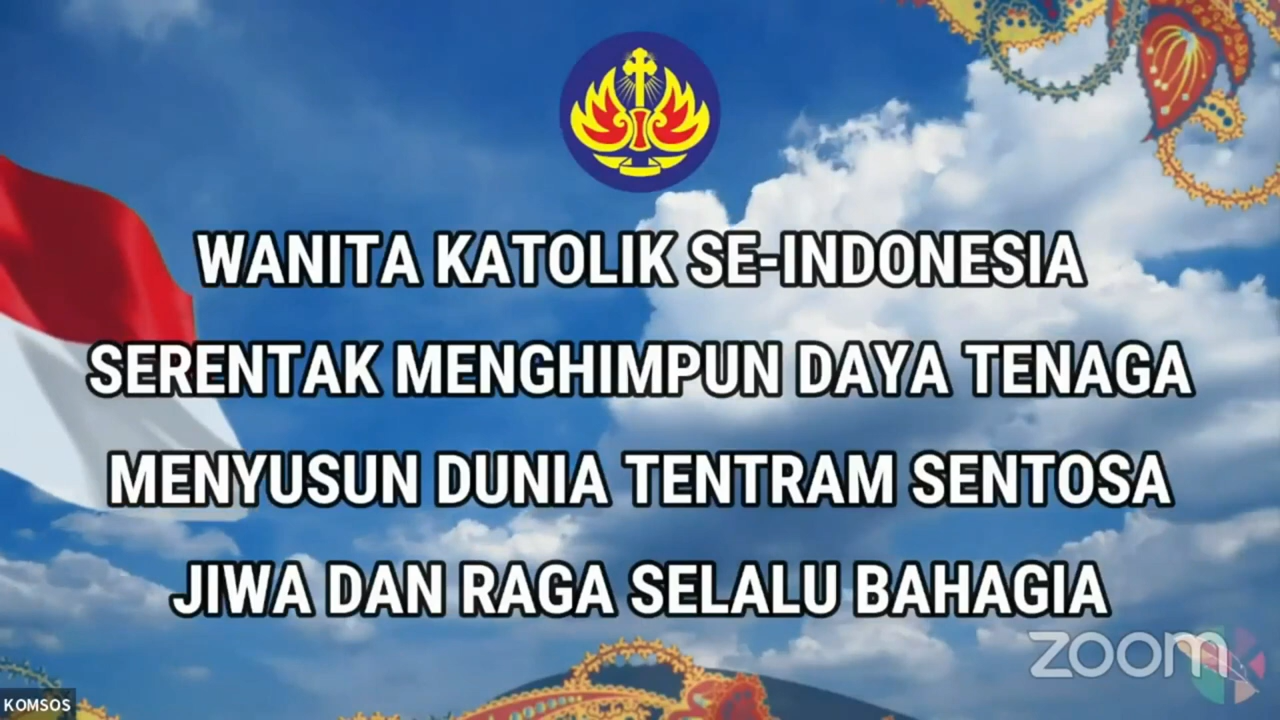 WANITA KATOLIK SE-INDONESIA
SERENTAK MENGHIMPUN DAYA TENAGA
MENYUSUN DUNIA TENTRAM SENTOSA
JIWA DAN RAGA SELALU BAHAGIA
zoom
KOMSOS